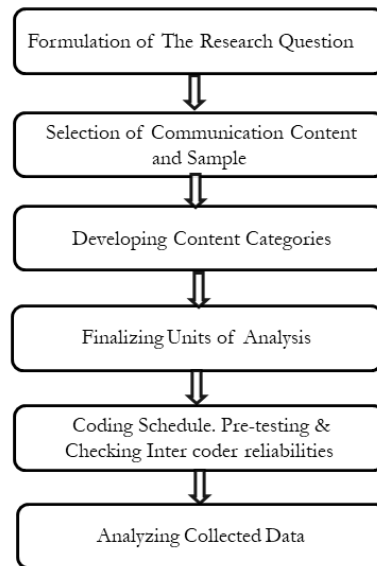 Formulation of The Research Question
Selection of Communication Content
and Sample
Developing Content Categories
Finalizing Units of Analysis
Coding Schedule. Pre-testing &
Checking Inter coder reliabilities
Analyzing Collected Data